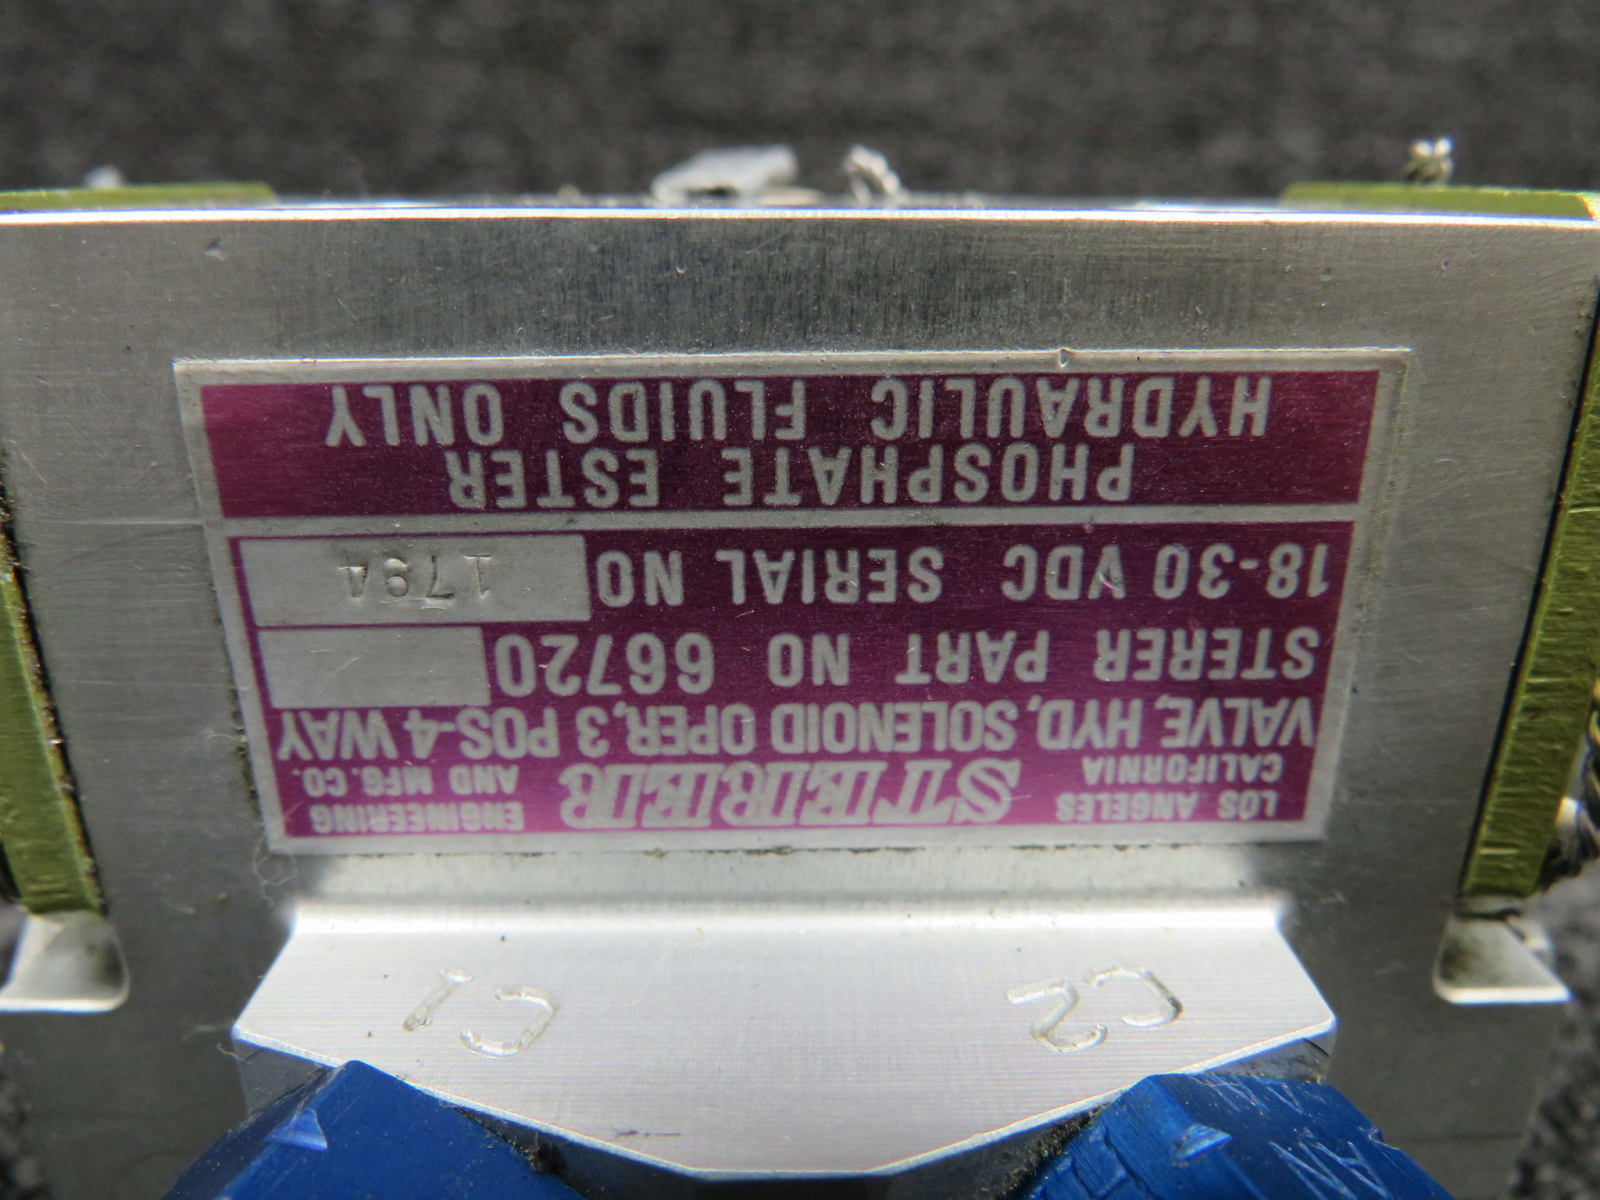 LOS ANGELES CALIFORNIA STERER ENGINEERING AND MFG. CO.
VALVE, HYD, SOLENOID OPER, 3 POS-4 WAY
STERER PART NO 66720
18-30 VDC SERIAL NO 1794
PHOSPHATE ESTER
HYDRAULIC FLUIDS ONLY
C2 C1